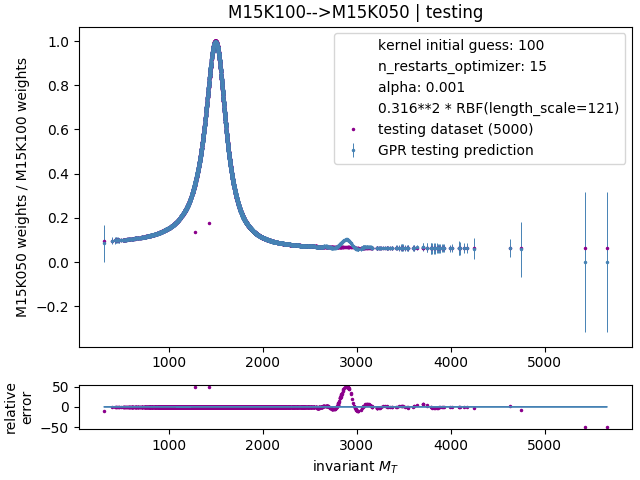 M15K100-->M15K050 | testing
M15K050 weights / M15K100 weights
1.0
0.8
0.6
0.4
0.2
0.0
−0.2
kernel initial guess: 100
n_restarts_optimizer: 15
alpha: 0.001
0.316**2 * RBF(length_scale=121)
testing dataset (5000)
GPR testing prediction
1000 2000 3000 4000 5000
relative
error
50
0
−50
1000 2000 3000 4000 5000
invariant M_T